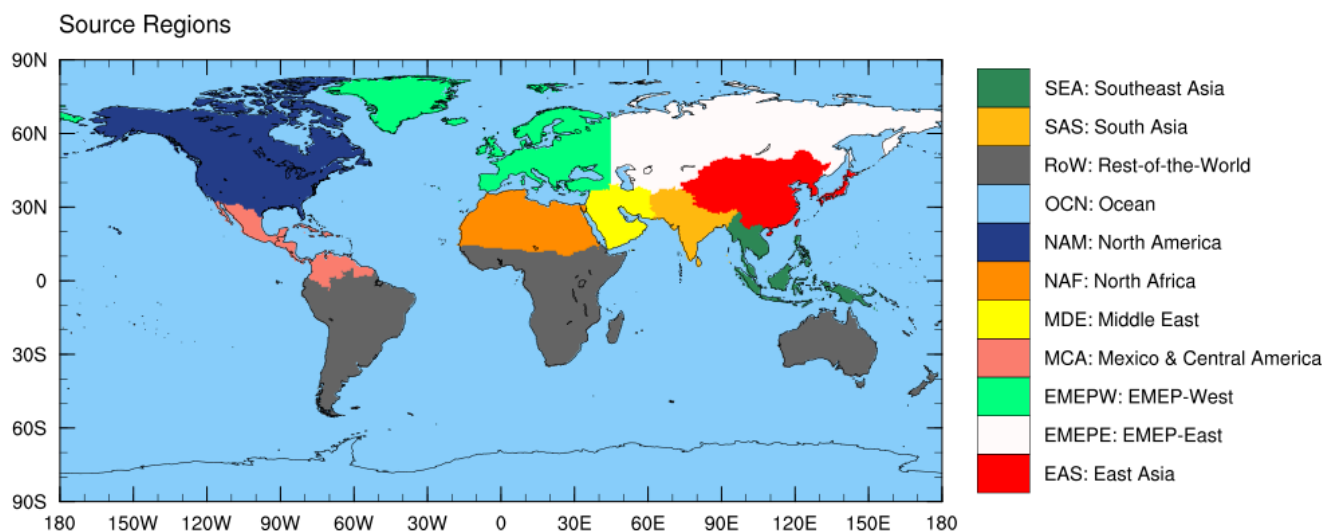 Source Regions
90N
60N
30N
0
30S
60S
90S
180 150W 120W 90W 60W 30W 0 30E 60E 90E 120E 150E 180
SEA: Southeast Asia
SAS: South Asia
RoW: Rest-of-the-World
OCN: Ocean
NAM: North America
NAF: North Africa
MDE: Middle East
MCA: Mexico & Central America
EMEPW: EMEP-West
EMEPE: EMEP-East
EAS: East Asia